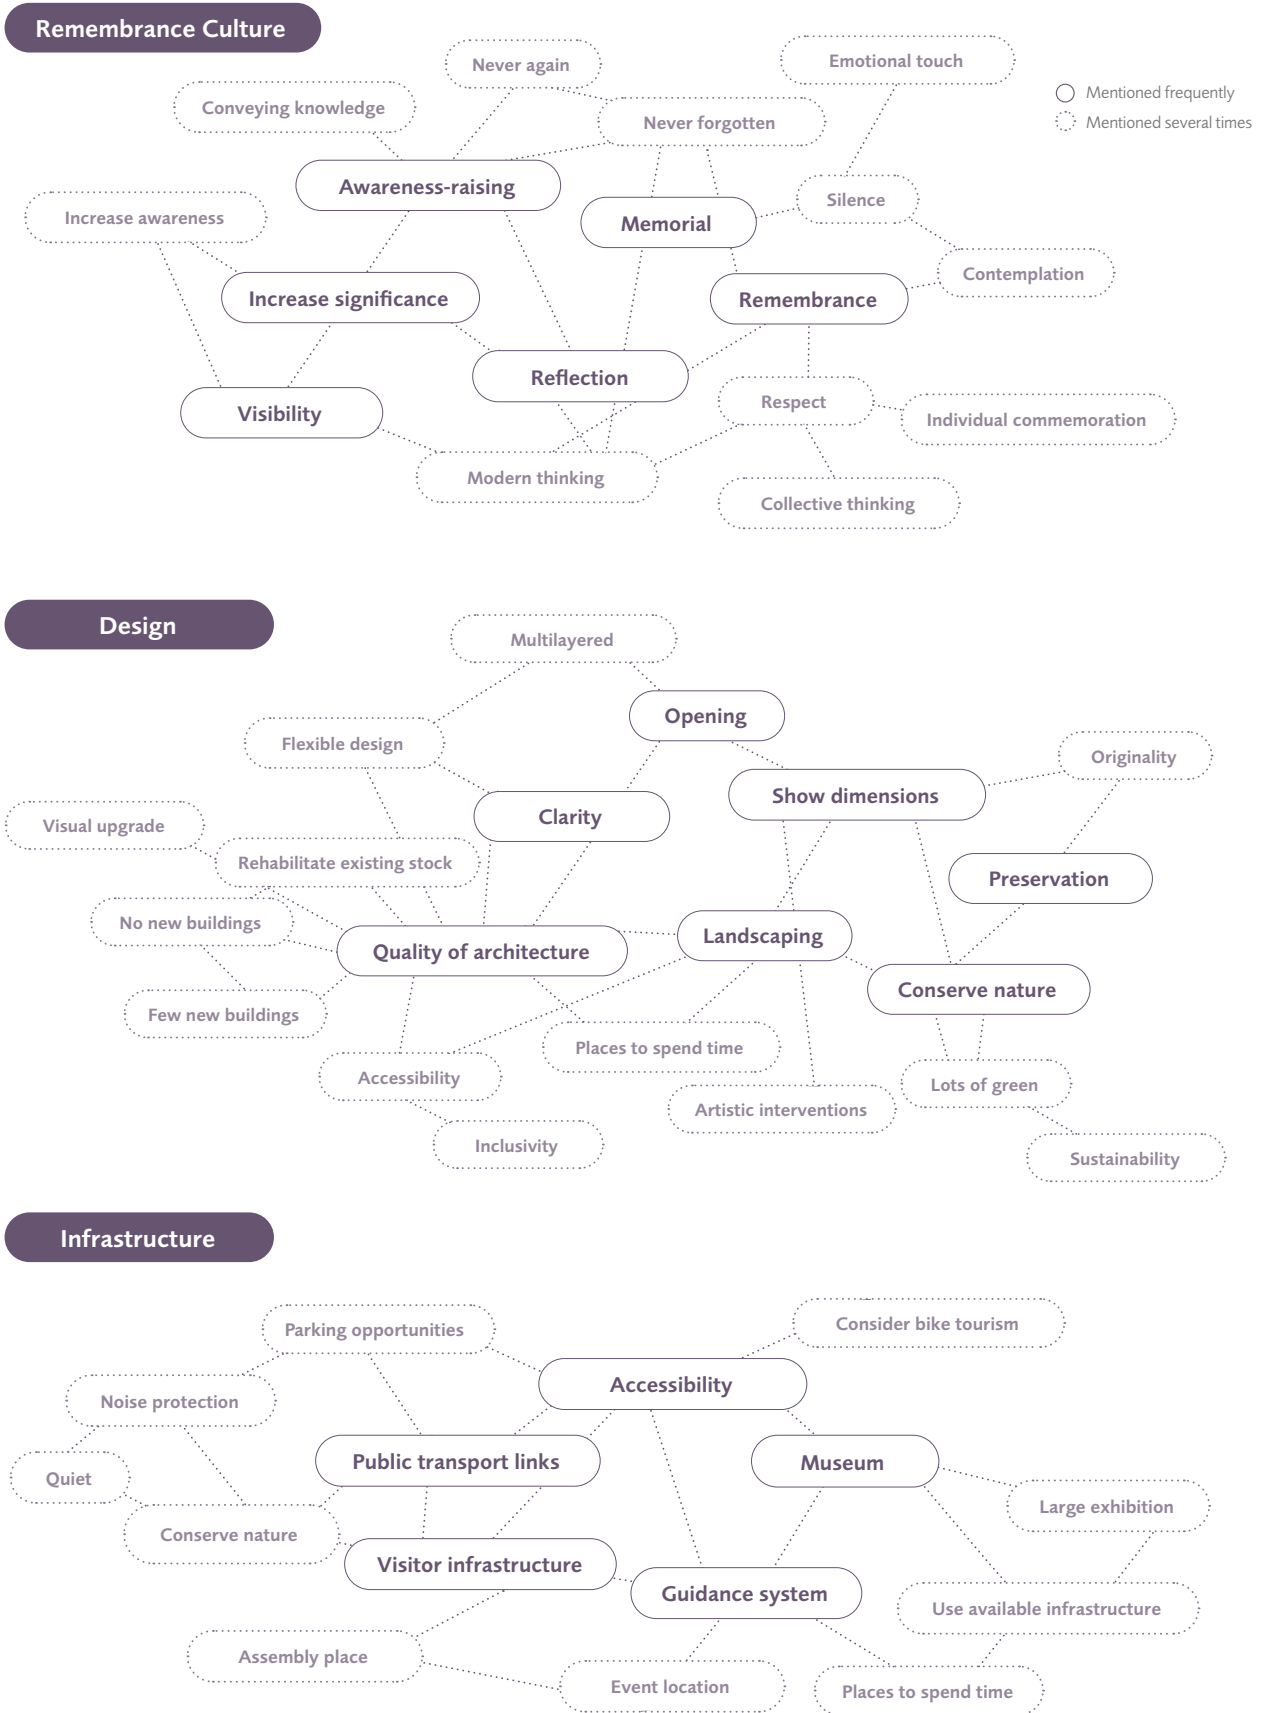 Remembrance Culture
Never again
Emotional touch
Conveying knowledge
Never forgotten
Mentioned frequently
Mentioned several times
Awareness-raising
Increase awareness
Memorial
Silence
Contemplation
Increase significance
Remembrance
Reflection
Visibility
Respect
Individual commemoration
Modern thinking
Collective thinking
Design
Multilayered
Opening
Flexible design
Originality
Show dimensions
Visual upgrade
Clarity
Rehabilitate existing stock
Preservation
No new buildings
Quality of architecture
Landscaping
Conserve nature
Few new buildings
Places to spend time
Accessibility
Lots of green
Artistic interventions
Inclusivity
Sustainability
Infrastructure
Parking opportunities
Consider bike tourism
Accessibility
Noise protection
Public transport links
Museum
Quiet
Large exhibition
Conserve nature
Visitor infrastructure
Guidance system
Use available infrastructure
Assembly place
Event location
Places to spend time